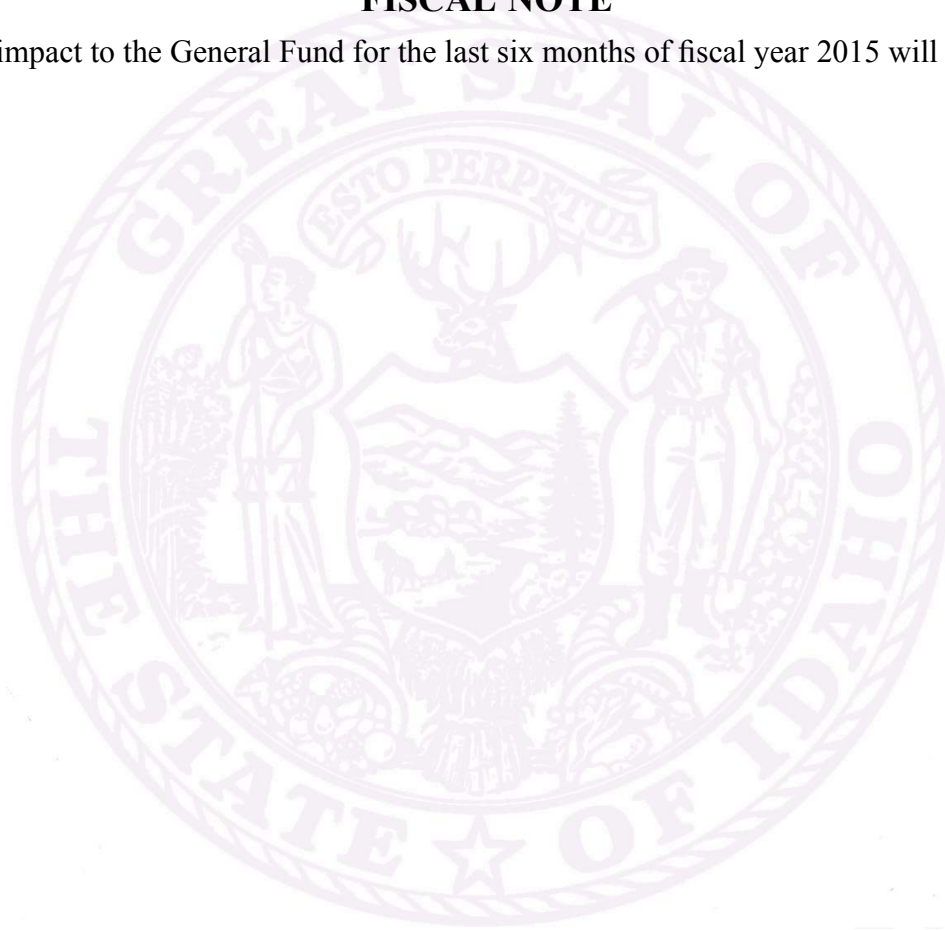 FISCAL NOTE
impact to the General Fund for the last six months of fiscal year 2015 will
GREAT SEAL OF
ESTO PERPETUA
THE STATE OF IDAHO